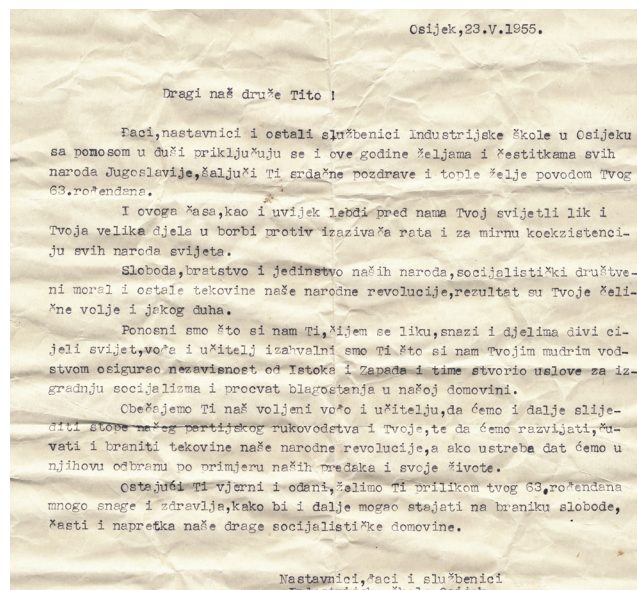 Osijek,23.V.1955.
Dragi naš druže Tito !
Đaci,nastavnici i ostali službenici Industrijske škole u Osijeku
sa ponosom u duši priključuju se i ove godine željama i čestitkama svih
naroda Jugoslavije,šaljući Ti srdačne pozdrave i tople želje povodom Tvog
63.rođendana.
I ovoga časa,kao i uvijek lebdi pred nama Tvoj svijetli lik i
Tvoja velika djela u borbi protiv izazivača rata i za mirnu koekzistenci-
ju svih naroda svijeta.
Sloboda,bratstvo i jedinstvo naših naroda,socijalistički društve-
ni moral i ostale tekovine naše narodne revolucije,rezultat su Tvoje čeli-
čne volje i jakog duha.
Ponosni smo što si nam Ti,čijem se liku,snazi i djelima divi ci-
jeli svijet,vođa i učitelj izahvalni smo Ti što si nam Tvojim mudrim vod-
stvom osigurao nezavisnost od Istoka i Zapada i time stvorio uslove za iz-
gradnju socijalizma i procvat blagostanja u našoj domovini.
Obečajemo Ti naš voljeni vođo i učitelju,da ćemo i dalje slije-
diti stope našeg partijskog rukovodstva i Tvoje,te da ćemo razvijati,ču-
vati i braniti tekovine naše narodne revolucije,a ako ustreba dat ćemo u
njihovu odbranu po primjeru naših predaka i svoje živote.
Ostajući Ti vjerni i odani,želimo Ti prilikom tvog 63.rođendana
mnogo snage i zdravlja,kako bi i dalje mogao stajati na braniku slobode,
časti i napretka naše drage socijalističke domovine.
Nastavnici,đaci i službenici
Industrijske škole Osijek